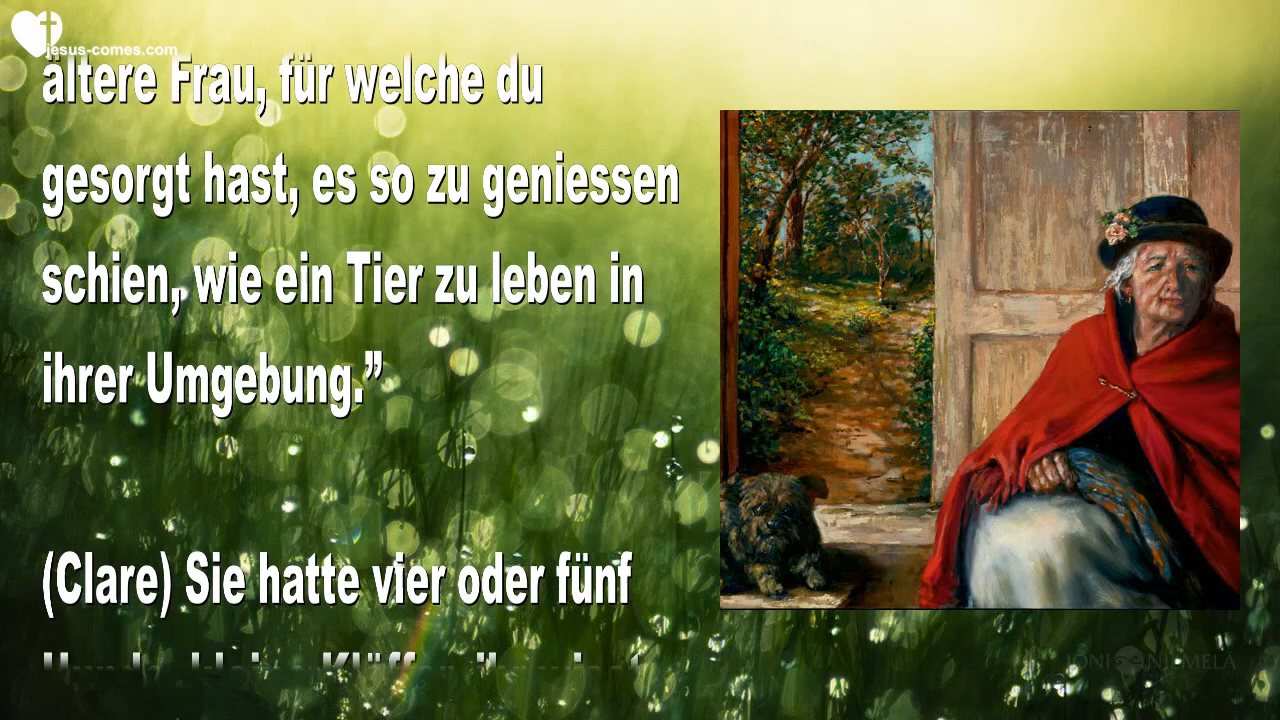 jesus-comes.com
ältere Frau, für welche du
gesorgt hast, es so zu geniessen
schien, wie ein Tier zu leben in
ihrer Umgebung.”
(Clare) Sie hatte vier oder fünf